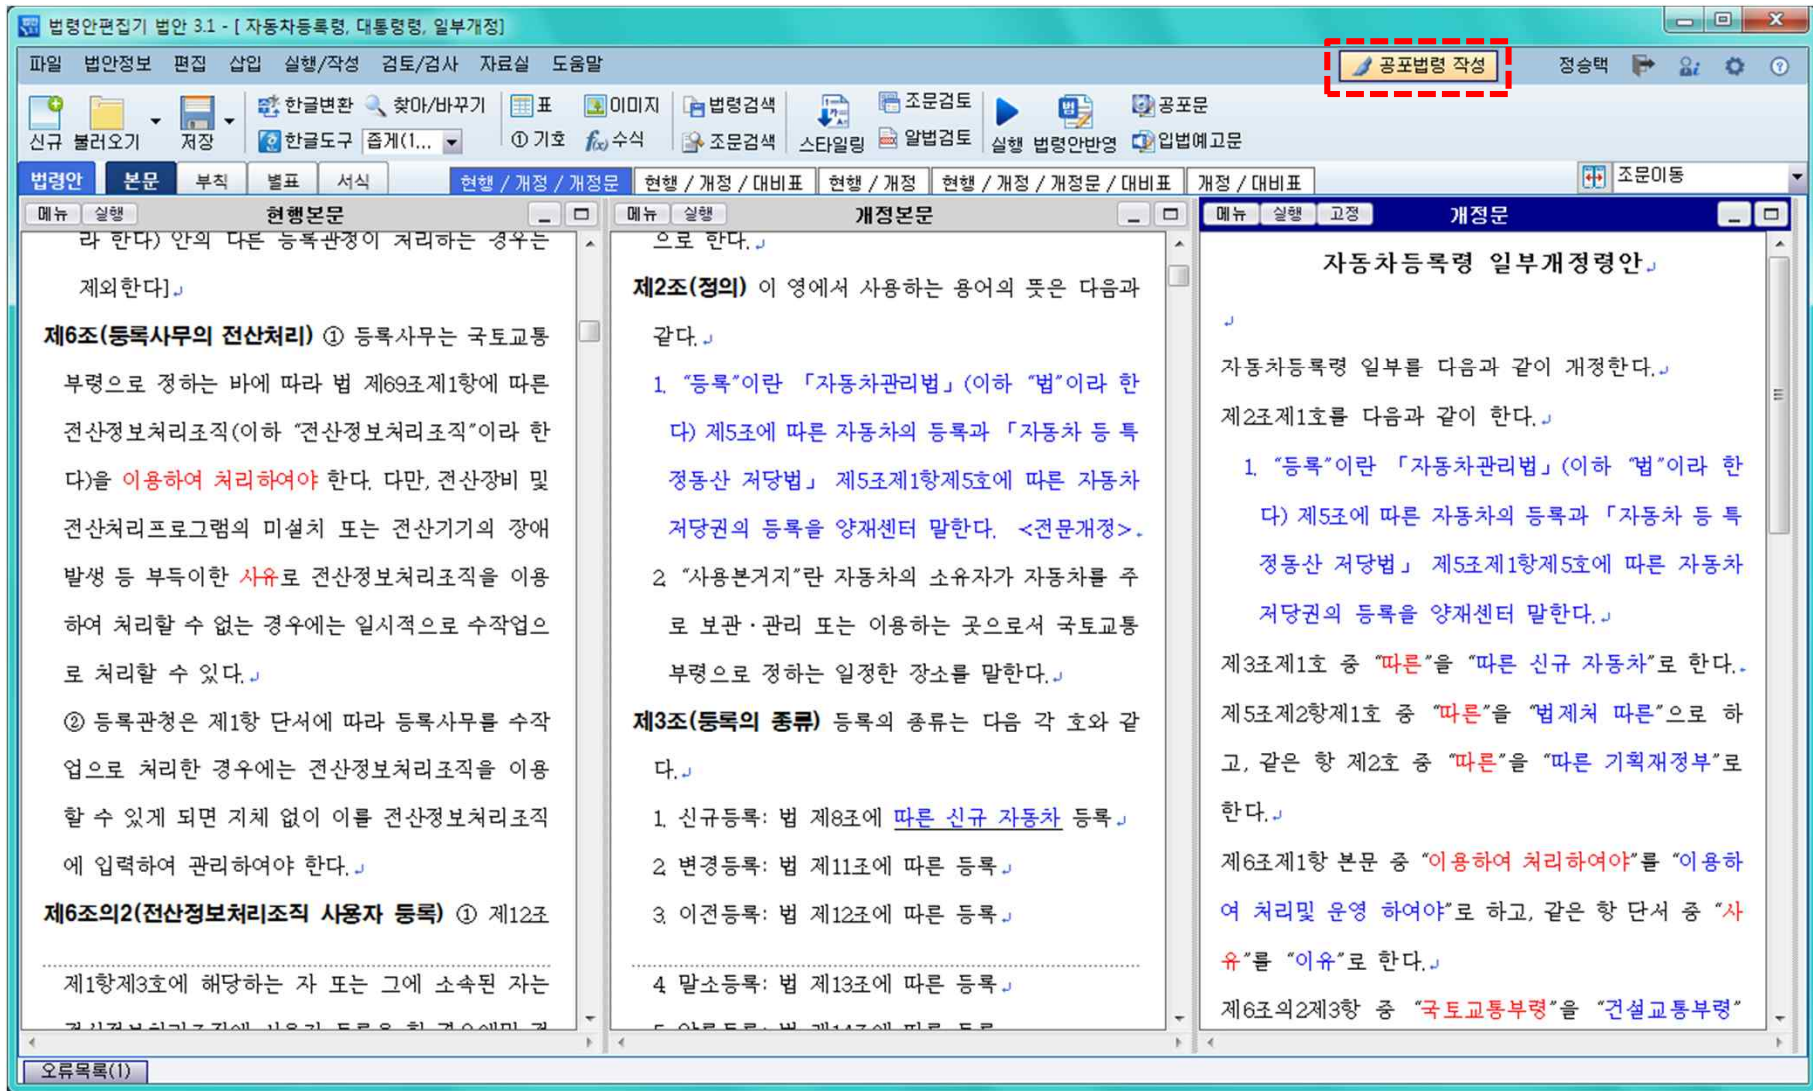 법령안편집기 법안 3.1 - [ 자동차등록령, 대통령령, 일부개정]
파일 법안정보 편집 삽입 실행/작성 검토/검사 자료실 도움말 공포법령 작성 정승택
한글변환 찾아/바꾸기 표 이미지 법령검색 조문검토 공포문
신규 불러오기 저장 한글도구 좁게(1... ① 기호 f(x) 수식 조문검색 스타일링 알법검토 실행 법령안반영 입법예고문
법령안 본문 부칙 별표 서식 현행 / 개정 / 개정문 현행 / 개정 / 대비표 현행 / 개정 현행 / 개정 / 개정문 / 대비표 개정 / 대비표 조문이동
메뉴 실행 현행본문
라 한다) 안의 다른 등록관청이 처리하는 경우는
제외한다]
제6조(등록사무의 전산처리) ① 등록사무는 국토교통
부령으로 정하는 바에 따라 법 제69조제1항에 따른
전산정보처리조직(이하 “전산정보처리조직”이라 한
다)을 이용하여 처리하여야 한다. 다만, 전산장비 및
전산처리프로그램의 미설치 또는 전산기기의 장애
발생 등 부득이한 사유로 전산정보처리조직을 이용
하여 처리할 수 없는 경우에는 일시적으로 수작업으
로 처리할 수 있다.
② 등록관청은 제1항 단서에 따라 등록사무를 수작
업으로 처리한 경우에는 전산정보처리조직을 이용
할 수 있게 되면 지체 없이 이를 전산정보처리조직
에 입력하여 관리하여야 한다.
제6조의2(전산정보처리조직 사용자 등록) ① 제12조
제1항제3호에 해당하는 자 또는 그에 소속된 자는
메뉴 실행 개정본문
으로 한다.
제2조(정의) 이 영에서 사용하는 용어의 뜻은 다음과
같다.
1. “등록”이란 「자동차관리법」(이하 “법”이라 한
다) 제5조에 따른 자동차의 등록과 「자동차 등 특
정동산 저당법」 제5조제1항제5호에 따른 자동차
저당권의 등록을 양재센터 말한다. <전문개정>
2. “사용본거지”란 자동차의 소유자가 자동차를 주
로 보관·관리 또는 이용하는 곳으로서 국토교통
부령으로 정하는 일정한 장소를 말한다.
제3조(등록의 종류) 등록의 종류는 다음 각 호와 같
다.
1. 신규등록: 법 제8조에 따른 신규 자동차 등록
2. 변경등록: 법 제11조에 따른 등록
3. 이전등록: 법 제12조에 따른 등록
4. 말소등록: 법 제13조에 따른 등록
메뉴 실행 고정 개정문
자동차등록령 일부개정령안
자동차등록령 일부를 다음과 같이 개정한다.
제2조제1호를 다음과 같이 한다.
1. “등록”이란 「자동차관리법」(이하 “법”이라 한
다) 제5조에 따른 자동차의 등록과 「자동차 등 특
정동산 저당법」 제5조제1항제5호에 따른 자동차
저당권의 등록을 양재센터 말한다.
제3조제1호 중 “따른”을 “따른 신규 자동차”로 한다.
제5조제2항제1호 중 “따른”을 “법제처 따른”으로 하
고, 같은 항 제2호 중 “따른”을 “따른 기획재정부”로
한다.
제6조제1항 본문 중 “이용하여 처리하여야”를 “이용하
여 처리및 운영 하여야”로 하고, 같은 항 단서 중 “사
유”를 “이유”로 한다.
제6조의2제3항 중 “국토교통부령”을 “건설교통부령”
오류목록(1)